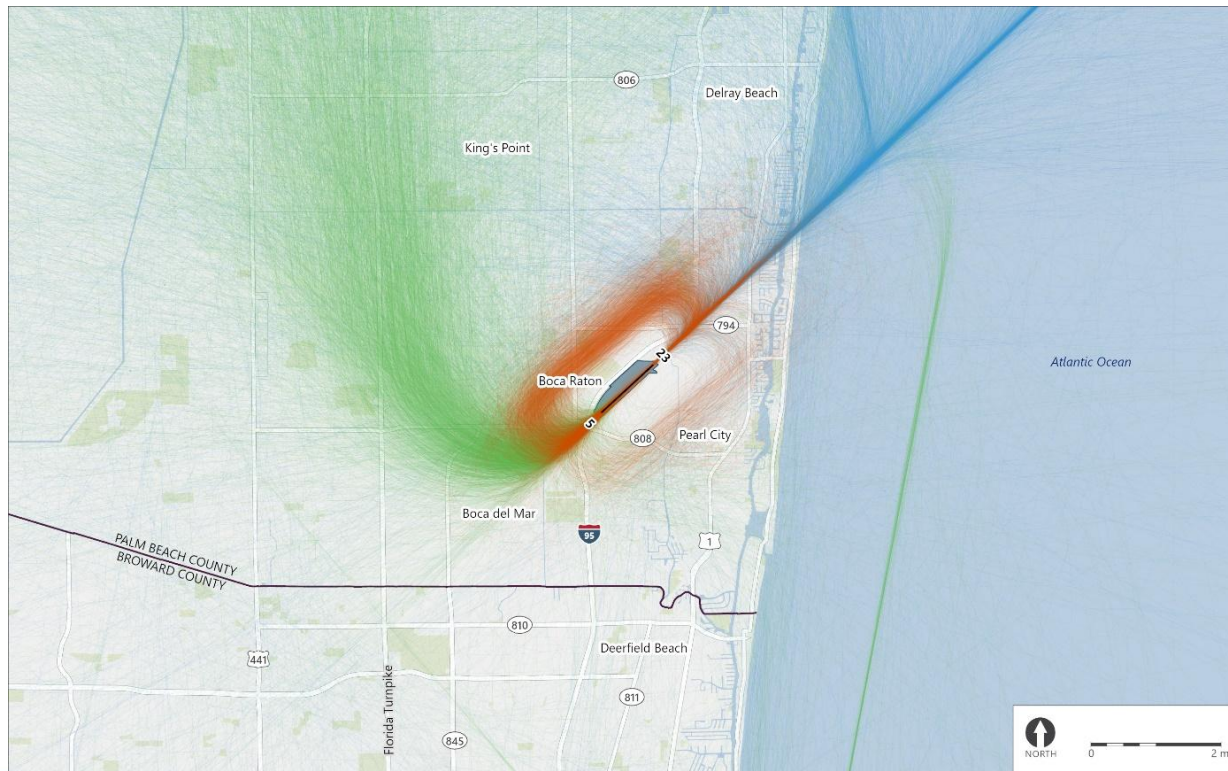 806
Delray Beach
King's Point
794
23
Boca Raton
Atlantic Ocean
5
808
Pearl City
Boca del Mar
95
1
PALM BEACH COUNTY
BROWARD COUNTY
810
Deerfield Beach
441
811
Florida Turnpike
845
NORTH
0
2 m